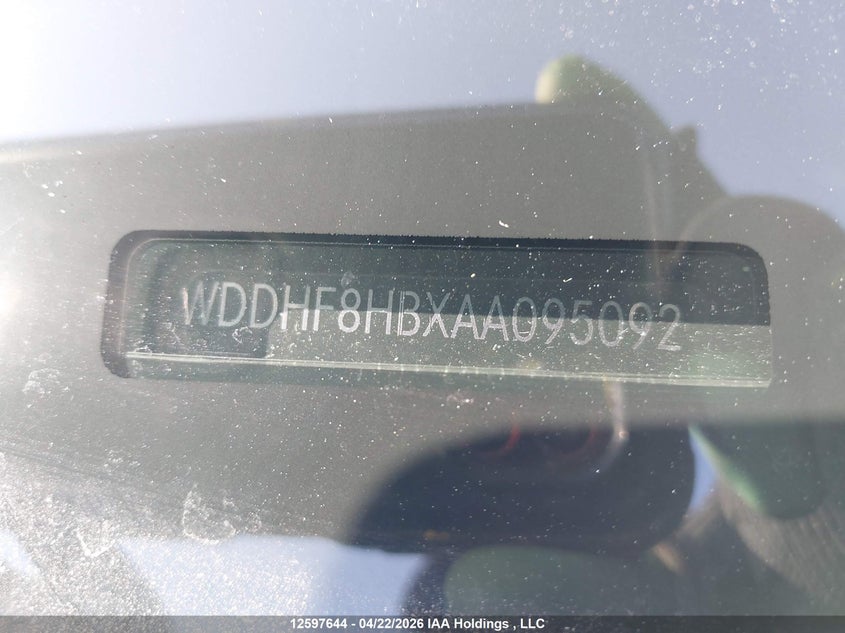 WDDHF8HBXAA095092
12597644 - 04/22/2026 IAA Holdings , LLC